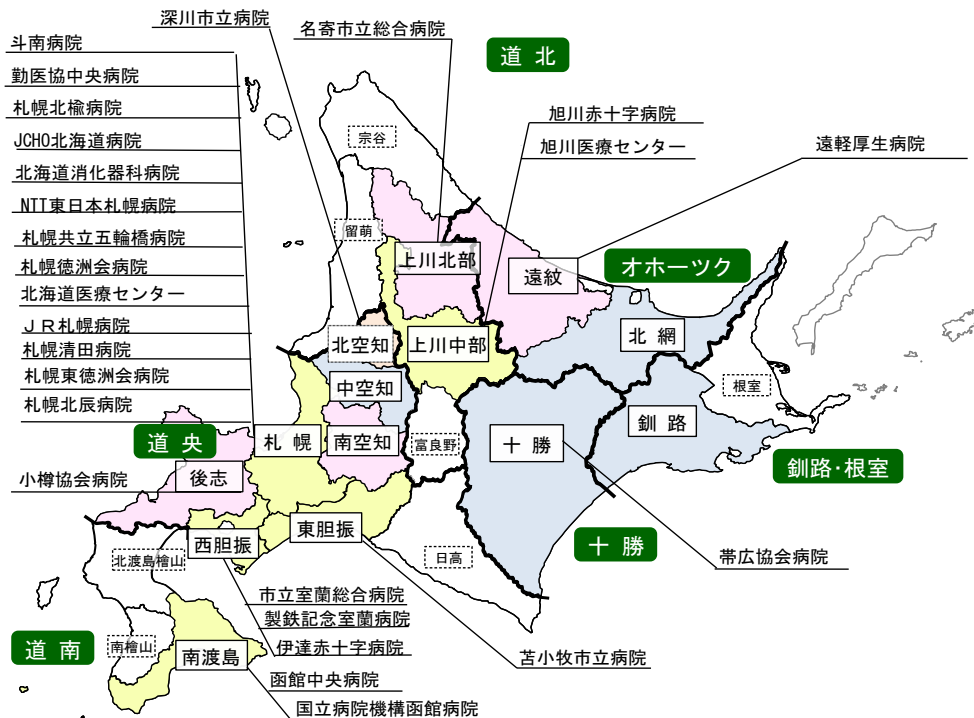 深川市立病院
名寄市立総合病院
斗南病院
勤医協中央病院
札幌北楡病院
JCHO北海道病院
北海道消化器科病院
NTT東日本札幌病院
札幌共立五輪橋病院
札幌徳洲会病院
北海道医療センター
ＪＲ札幌病院
札幌清田病院
札幌東徳洲会病院
札幌北辰病院
道 北
旭川赤十字病院
旭川医療センター
遠軽厚生病院
宗谷
留萌
上川北部
遠紋
オホーツク
北空知
上川中部
北 網
中空知
根室
道 央
札 幌
南空知
富良野
十 勝
釧 路
釧路・根室
小樽協会病院
後志
西胆振
東胆振
日高
十 勝
帯広協会病院
北渡島檜山
市立室蘭総合病院
製鉄記念室蘭病院
伊達赤十字病院
苫小牧市立病院
道 南
南檜山
南渡島
函館中央病院
国立病院機構函館病院